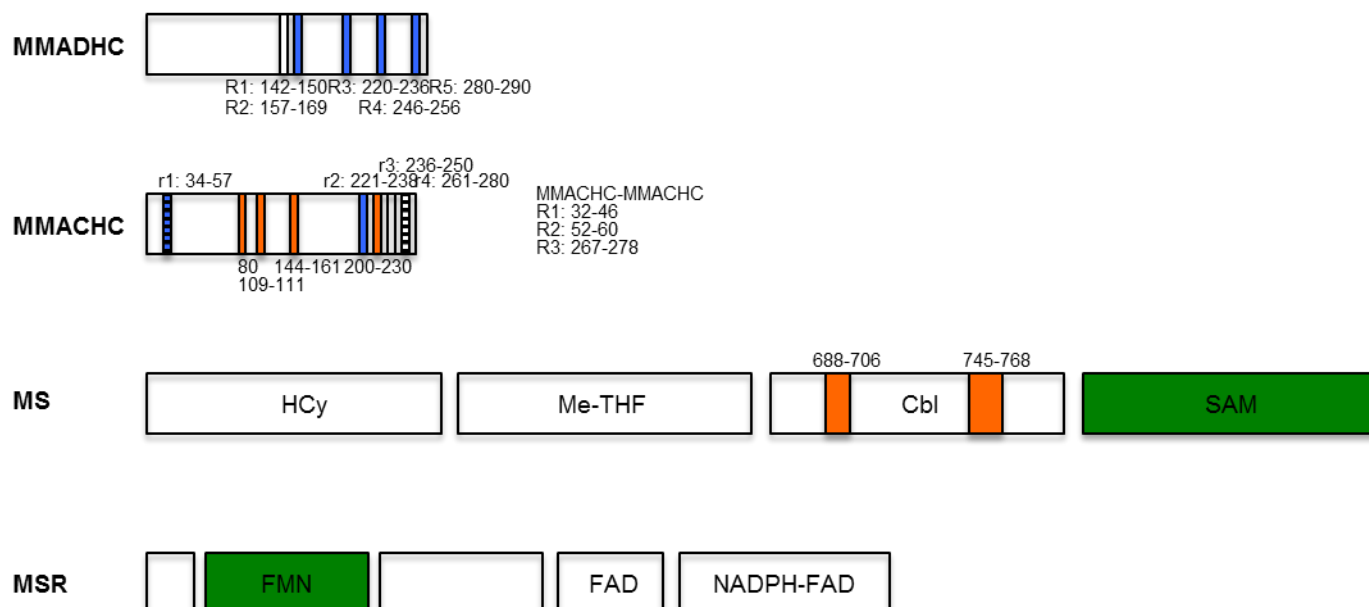 MMADHC
R1: 142-150R3: 220-236R5: 280-290
R2: 157-169 R4: 246-256
r3: 236-250
r1: 34-57 r2: 221-239r4: 261-280
MMACHC
MMACHC-MMACHC
R1: 32-46
R2: 52-60
R3: 267-278
80 144-161 200-230
109-111
688-706 745-768
MS HCy Me-THF Cbl SAM
MSR FMN FAD NADPH-FAD